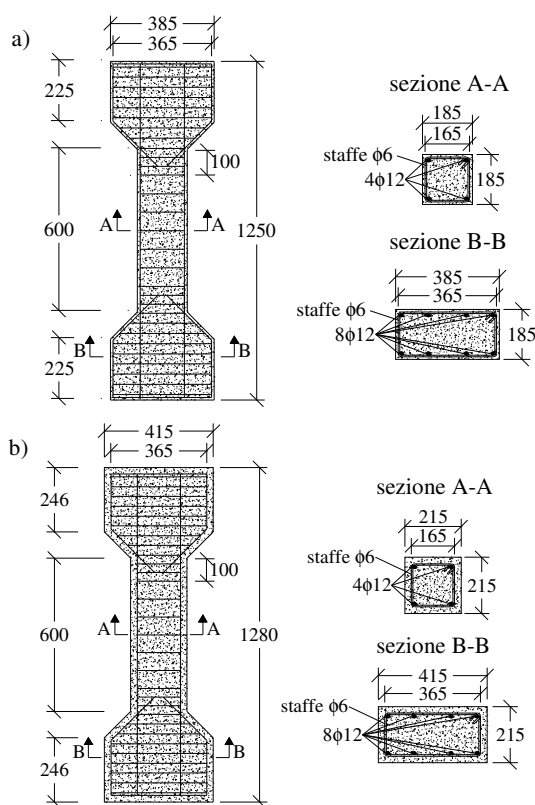 a)
385
365
225
100
600
A
A
1250
B
B
225
sezione A-A
185
165
staffe ϕ6
4ϕ12
185
sezione B-B
385
365
staffe ϕ6
8ϕ12
185
b)
415
365
246
100
600
A
A
1280
B
B
246
sezione A-A
215
165
staffe ϕ6
4ϕ12
215
sezione B-B
415
365
staffe ϕ6
8ϕ12
215